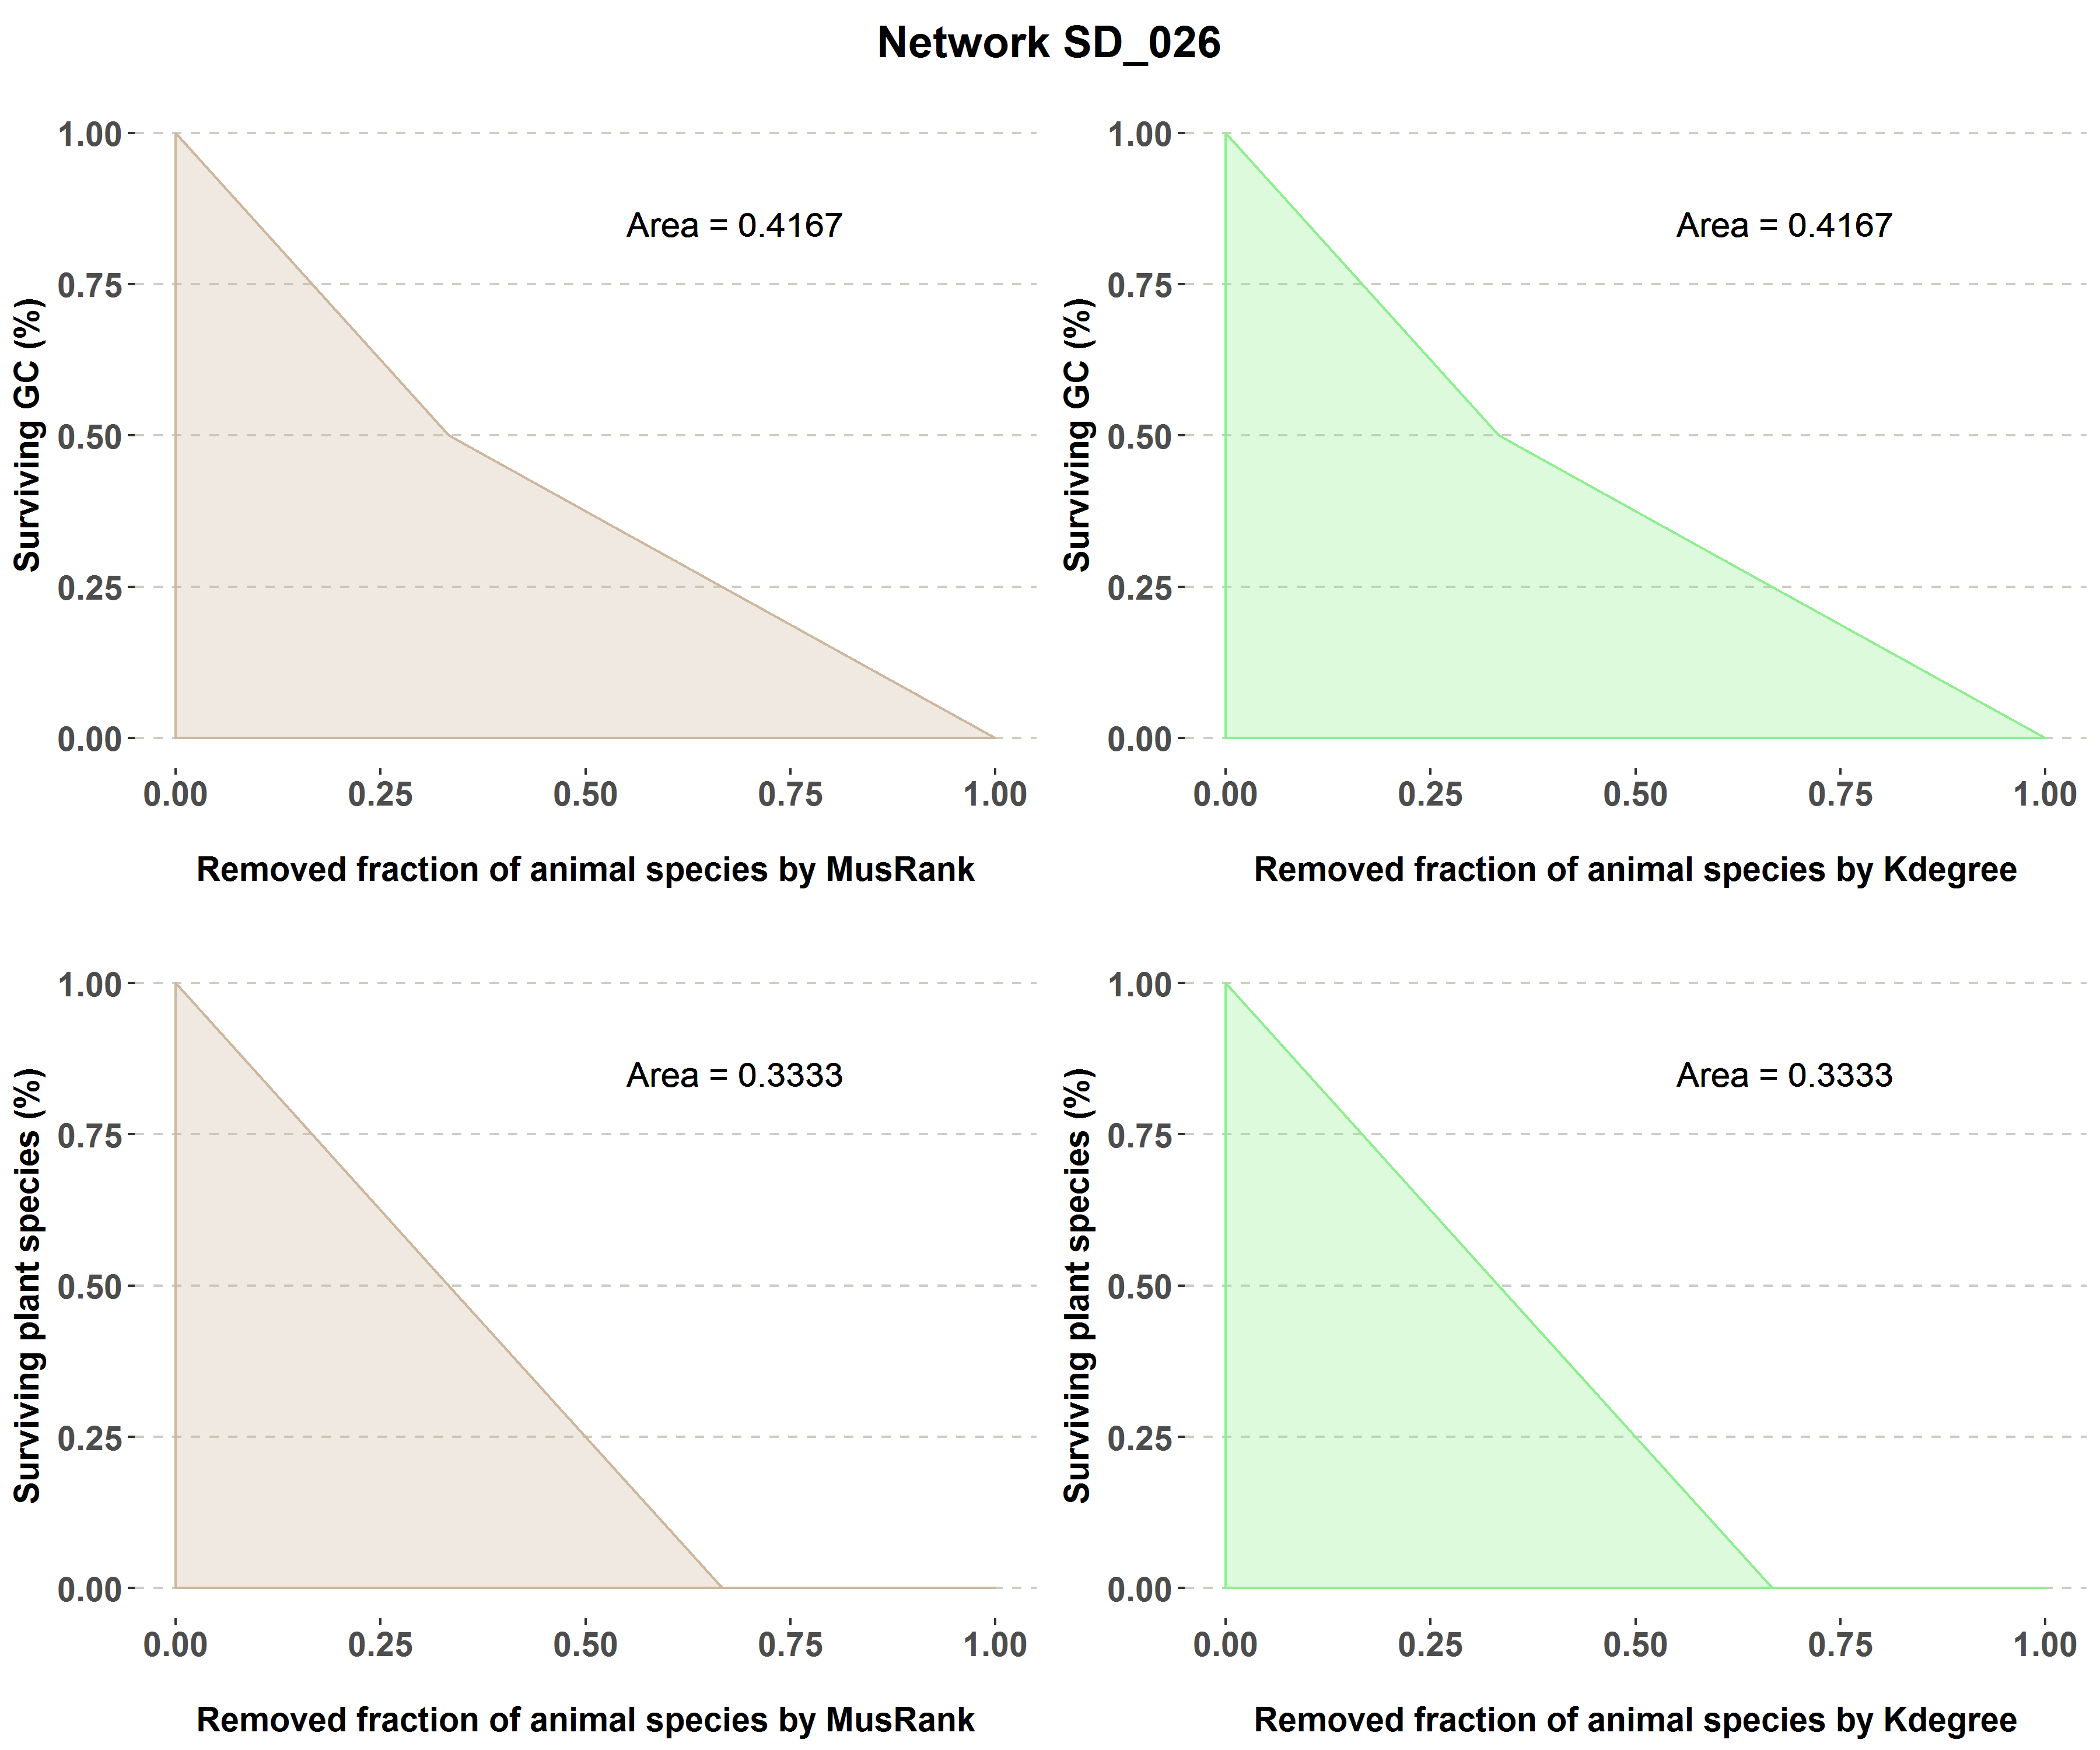 Network SD_026
Surviving GC (%)
1.00
0.75
0.50
0.25
0.00
Area = 0.4167
0.00 0.25 0.50 0.75 1.00
Removed fraction of animal species by MusRank
Surviving GC (%)
1.00
0.75
0.50
0.25
0.00
Area = 0.4167
0.00 0.25 0.50 0.75 1.00
Removed fraction of animal species by Kdegree
Surviving plant species (%)
1.00
0.75
0.50
0.25
0.00
Area = 0.3333
0.00 0.25 0.50 0.75 1.00
Removed fraction of animal species by MusRank
Surviving plant species (%)
1.00
0.75
0.50
0.25
0.00
Area = 0.3333
0.00 0.25 0.50 0.75 1.00
Removed fraction of animal species by Kdegree